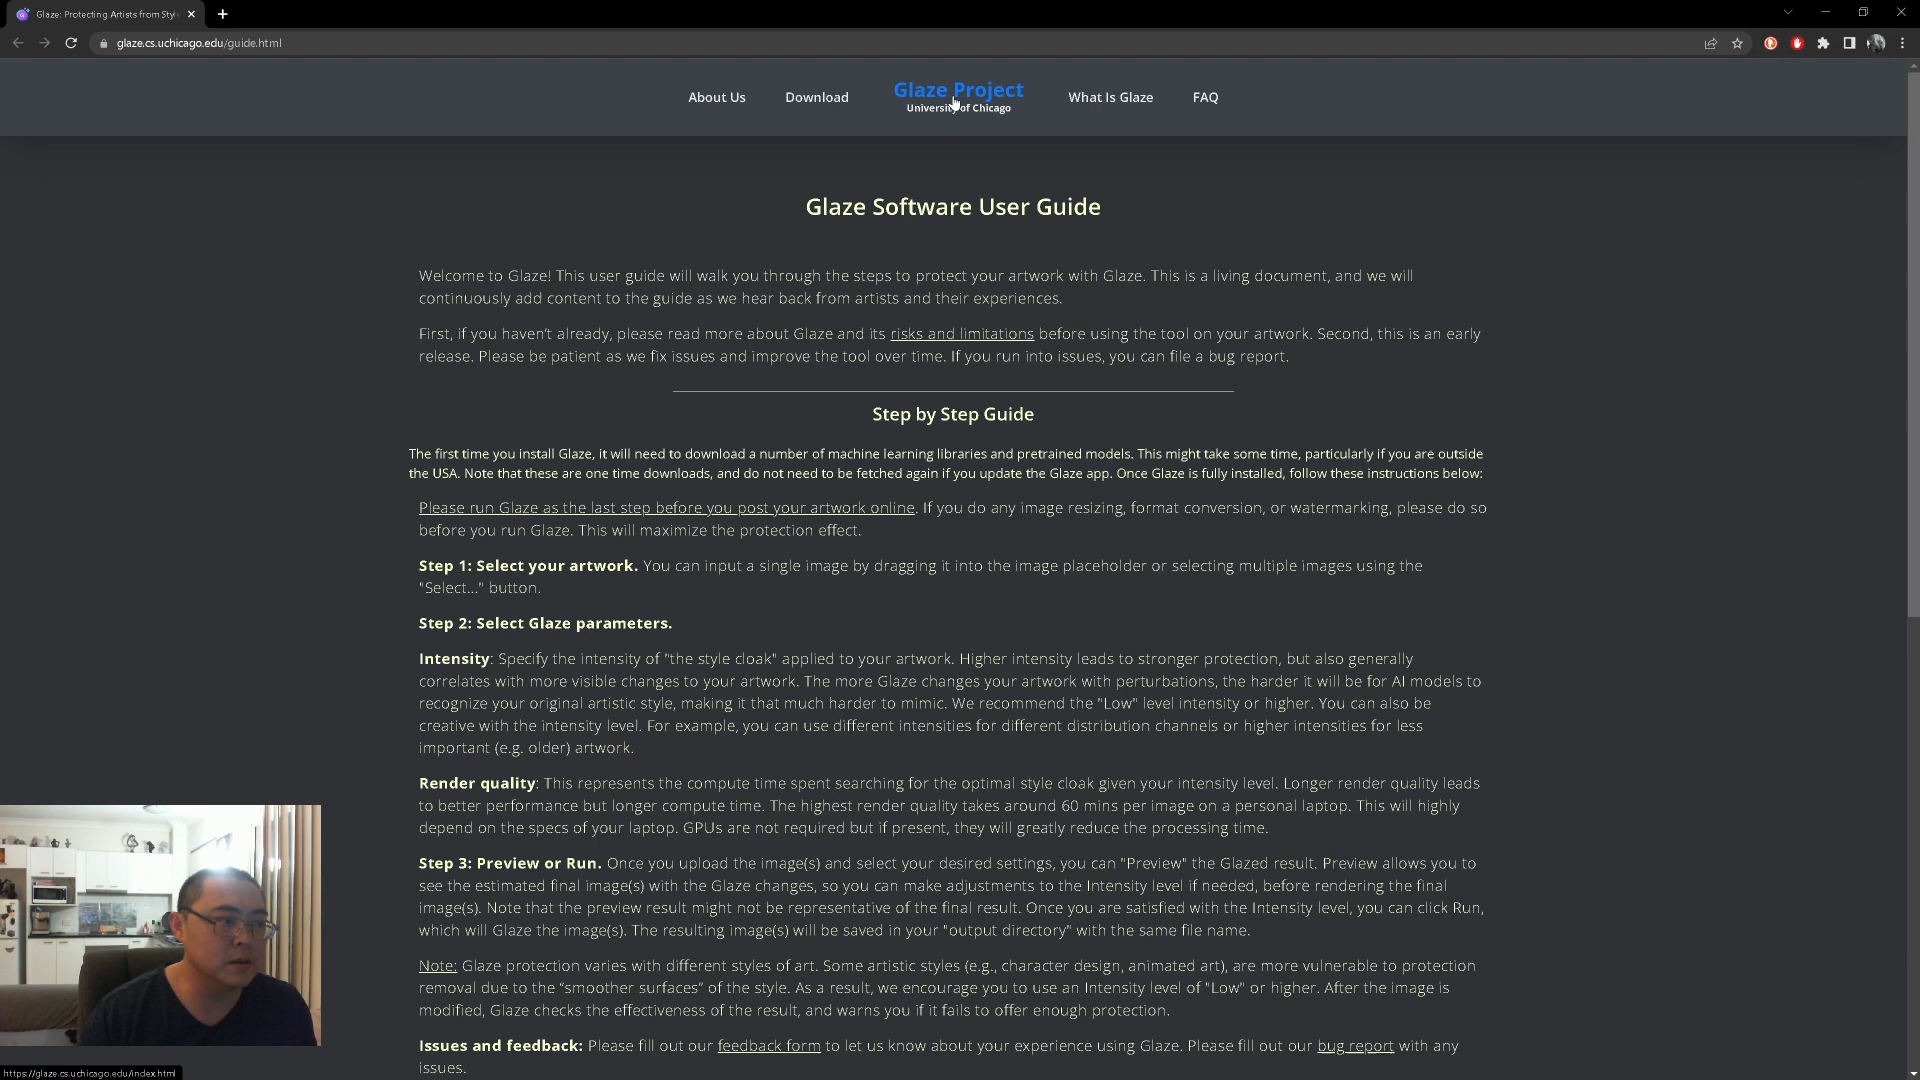 Glaze: Protecting Artists from Styl
glaze.cs.uchicago.edu/guide.html
About Us
Download
Glaze Project
University of Chicago
What Is Glaze
FAQ
Glaze Software User Guide
Welcome to Glaze! This user guide will walk you through the steps to protect your artwork with Glaze. This is a living document, and we will
continuously add content to the guide as we hear back from artists and their experiences.
First, if you haven't already, please read more about Glaze and its risks and limitations before using the tool on your artwork. Second, this is an early
release. Please be patient as we fix issues and improve the tool over time. If you run into issues, you can file a bug report.
Step by Step Guide
The first time you install Glaze, it will need to download a number of machine learning libraries and pretrained models. This might take some time, particularly if you are outside
the USA. Note that these are one time downloads, and do not need to be fetched again if you update the Glaze app. Once Glaze is fully installed, follow these instructions below:
Please run Glaze as the last step before you post your artwork online. If you do any image resizing, format conversion, or watermarking, please do so
before you run Glaze. This will maximize the protection effect.
Step 1: Select your artwork. You can input a single image by dragging it into the image placeholder or selecting multiple images using the
"Select..." button.
Step 2: Select Glaze parameters.
Intensity: Specify the intensity of "the style cloak" applied to your artwork. Higher intensity leads to stronger protection, but also generally
correlates with more visible changes to your artwork. The more Glaze changes your artwork with perturbations, the harder it will be for AI models to
recognize your original artistic style, making it that much harder to mimic. We recommend the "Low" level intensity or higher. You can also be
creative with the intensity level. For example, you can use different intensities for different distribution channels or higher intensities for less
important (e.g. older) artwork.
Render quality: This represents the compute time spent searching for the optimal style cloak given your intensity level. Longer render quality leads
to better performance but longer compute time. The highest render quality takes around 60 mins per image on a personal laptop. This will highly
depend on the specs of your laptop. GPUs are not required but if present, they will greatly reduce the processing time.
Step 3: Preview or Run. Once you upload the image(s) and select your desired settings, you can "Preview" the Glazed result. Preview allows you to
see the estimated final image(s) with the Glaze changes, so you can make adjustments to the Intensity level if needed, before rendering the final
image(s). Note that the preview result might not be representative of the final result. Once you are satisfied with the Intensity level, you can click Run,
which will Glaze the image(s). The resulting image(s) will be saved in your "output directory" with the same file name.
Note: Glaze protection varies with different styles of art. Some artistic styles (e.g., character design, animated art), are more vulnerable to protection
removal due to the “smoother surfaces” of the style. As a result, we encourage you to use an Intensity level of "Low" or higher. After the image is
modified, Glaze checks the effectiveness of the result, and warns you if it fails to offer enough protection.
Issues and feedback: Please fill out our feedback form to let us know about your experience using Glaze. Please fill out our bug report with any
issues.
https://glaze.cs.uchicago.edu/index.html